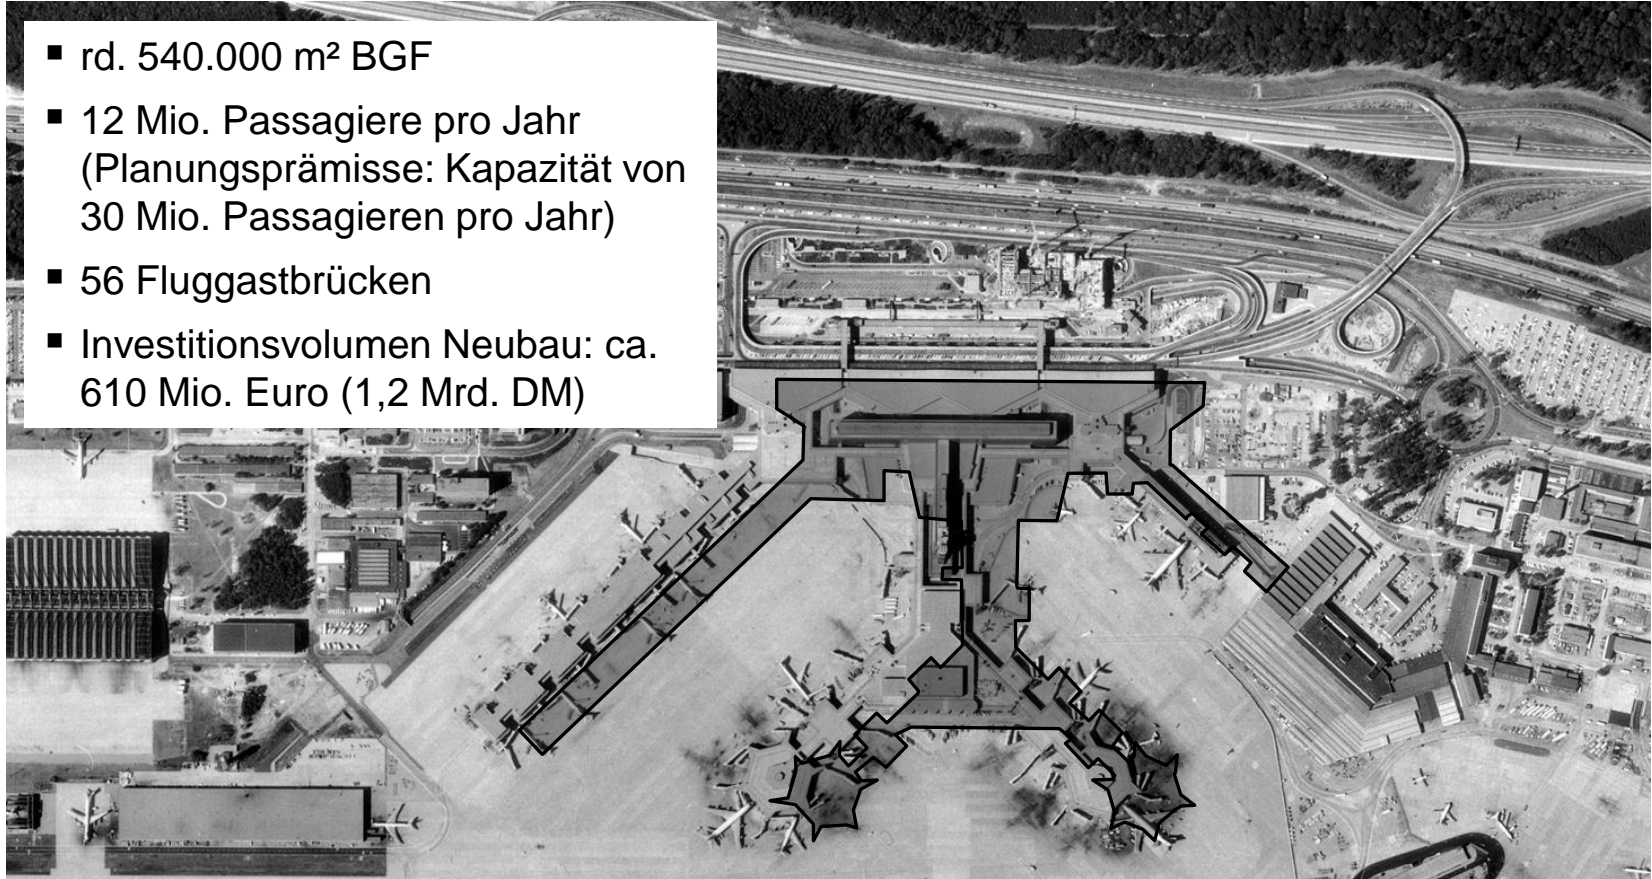 ▪ rd. 540.000 m² BGF
▪ 12 Mio. Passagiere pro Jahr
(Planungsprämisse: Kapazität von
30 Mio. Passagieren pro Jahr)
▪ 56 Fluggastbrücken
▪ Investitionsvolumen Neubau: ca.
610 Mio. Euro (1,2 Mrd. DM)